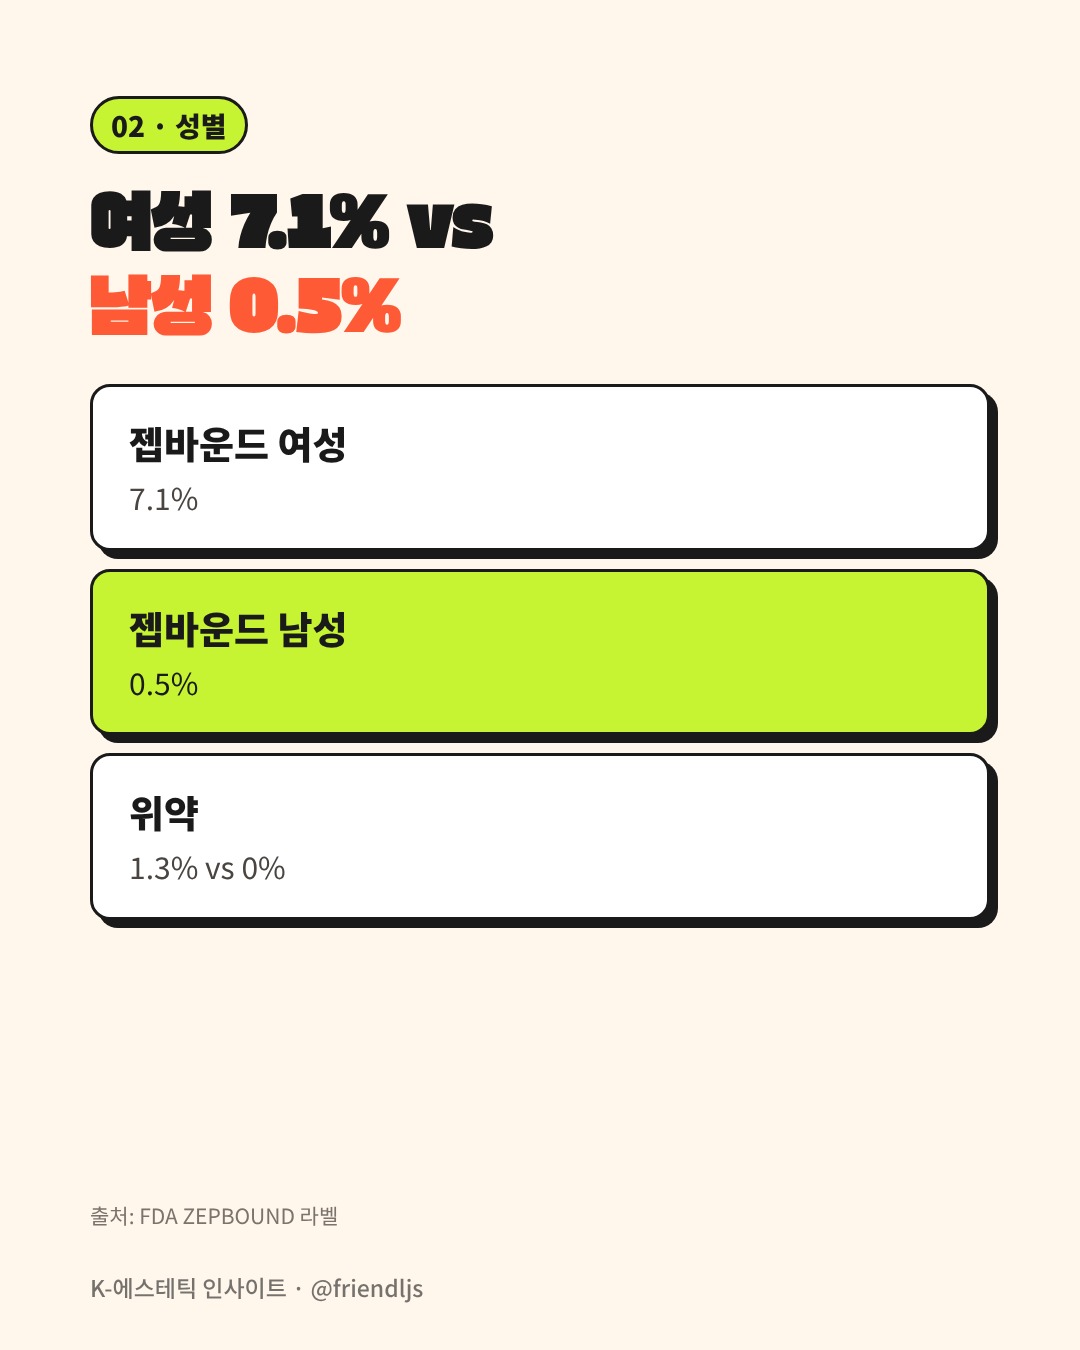 02 · 성별
여성 7.1% vs
남성 0.5%
젭바운드 여성
7.1%
젭바운드 남성
0.5%
위약
1.3% vs 0%
출처: FDA ZEPBOUND 라벨
K-에스테틱 인사이트 · @friendljs